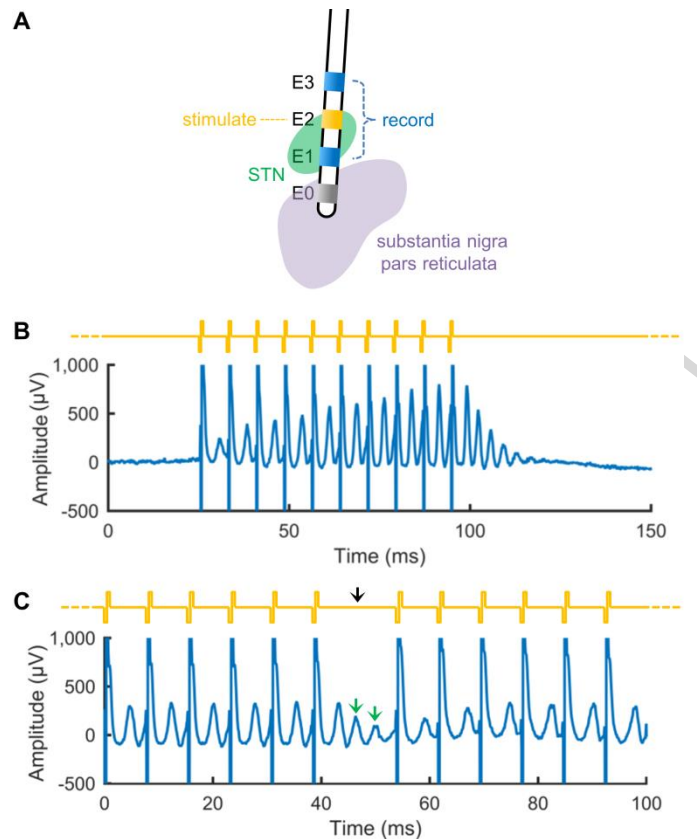 A
E3
stimulate
E2
record
E1
STN
E0
substantia nigra
pars reticulata
B
1,000
500
0
-500
Amplitude (µV)
0
50
100
150
Time (ms)
C
1,000
500
0
-500
Amplitude (µV)
0
20
40
60
80
100
Time (ms)